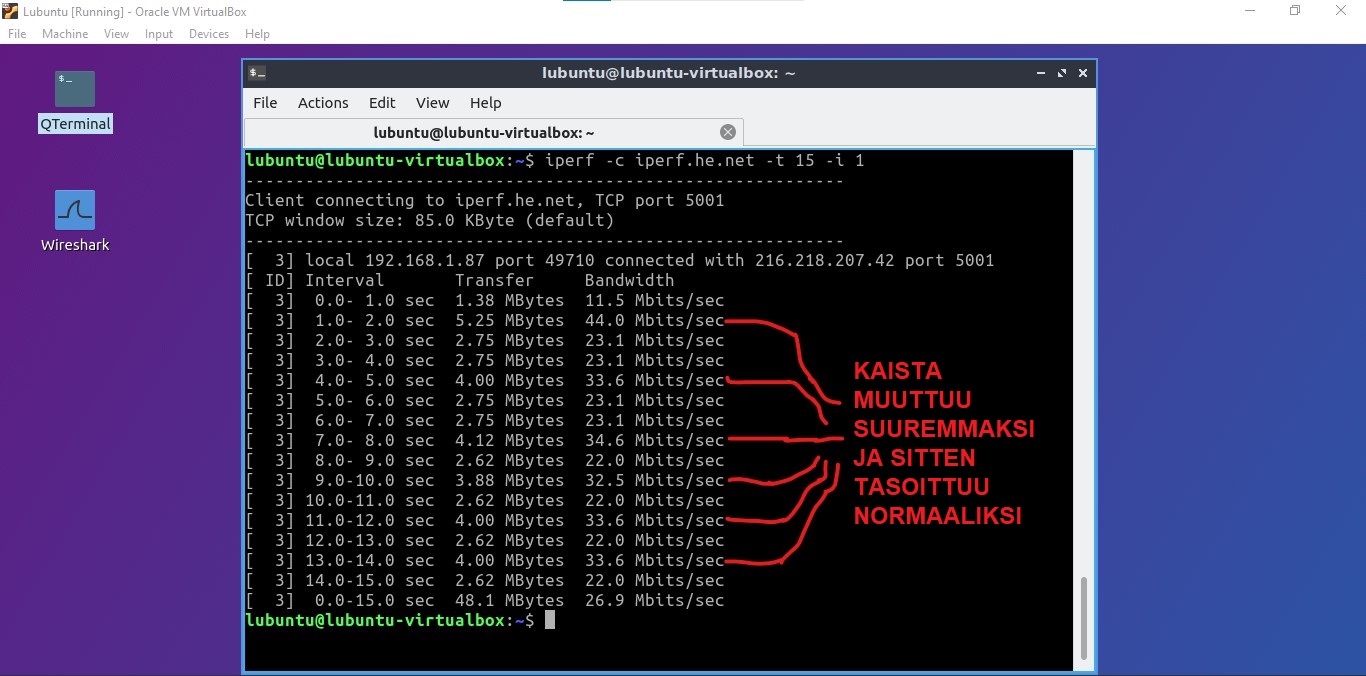 Lubuntu [Running] - Oracle VM VirtualBox
File Machine View Input Devices Help
$_
QTerminal
Wireshark
$_ lubuntu@lubuntu-virtualbox: ~
File Actions Edit View Help
lubuntu@lubuntu-virtualbox: ~
lubuntu@lubuntu-virtualbox:~$ iperf -c iperf.he.net -t 15 -i 1
------------------------------------------------------------
Client connecting to iperf.he.net, TCP port 5001
TCP window size: 85.0 KByte (default)
------------------------------------------------------------
[  3] local 192.168.1.87 port 49710 connected with 216.218.207.42 port 5001
[ ID] Interval       Transfer     Bandwidth
[  3]  0.0- 1.0 sec  1.38 MBytes  11.5 Mbits/sec
[  3]  1.0- 2.0 sec  5.25 MBytes  44.0 Mbits/sec
[  3]  2.0- 3.0 sec  2.75 MBytes  23.1 Mbits/sec
[  3]  3.0- 4.0 sec  2.75 MBytes  23.1 Mbits/sec
[  3]  4.0- 5.0 sec  4.00 MBytes  33.6 Mbits/sec
[  3]  5.0- 6.0 sec  2.75 MBytes  23.1 Mbits/sec
[  3]  6.0- 7.0 sec  2.75 MBytes  23.1 Mbits/sec
[  3]  7.0- 8.0 sec  4.12 MBytes  34.6 Mbits/sec
[  3]  8.0- 9.0 sec  2.62 MBytes  22.0 Mbits/sec
[  3]  9.0-10.0 sec  3.88 MBytes  32.5 Mbits/sec
[  3] 10.0-11.0 sec  2.62 MBytes  22.0 Mbits/sec
[  3] 11.0-12.0 sec  4.00 MBytes  33.6 Mbits/sec
[  3] 12.0-13.0 sec  2.62 MBytes  22.0 Mbits/sec
[  3] 13.0-14.0 sec  4.00 MBytes  33.6 Mbits/sec
[  3] 14.0-15.0 sec  2.62 MBytes  22.0 Mbits/sec
[  3]  0.0-15.0 sec  48.1 MBytes  26.9 Mbits/sec
lubuntu@lubuntu-virtualbox:~$
KAISTA
MUUTTUU
SUUREMMAKSI
JA SITTEN
TASOITTUU
NORMAALIKSI